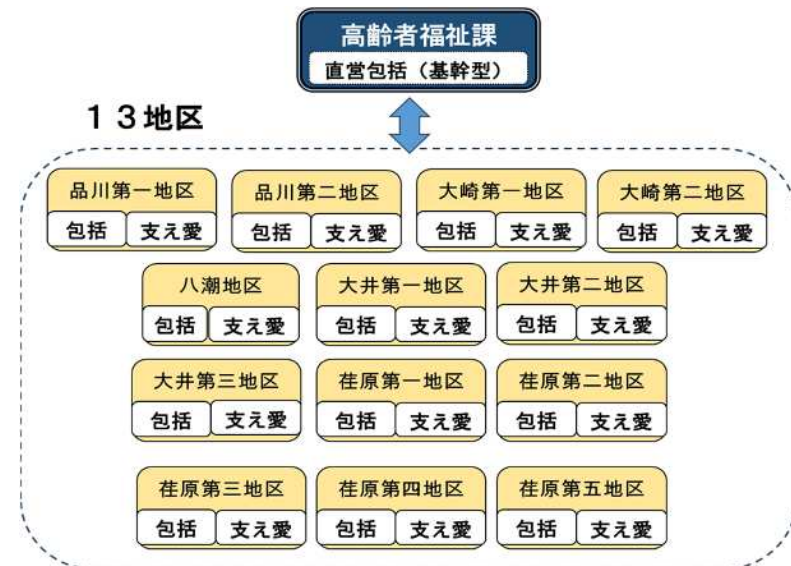 高齢者福祉課
直営包括（基幹型）
１３地区
品川第一地区
包括 支え愛
品川第二地区
包括 支え愛
大崎第一地区
包括 支え愛
大崎第二地区
包括 支え愛
八潮地区
包括 支え愛
大井第一地区
包括 支え愛
大井第二地区
包括 支え愛
大井第三地区
包括 支え愛
荏原第一地区
包括 支え愛
荏原第二地区
包括 支え愛
荏原第三地区
包括 支え愛
荏原第四地区
包括 支え愛
荏原第五地区
包括 支え愛